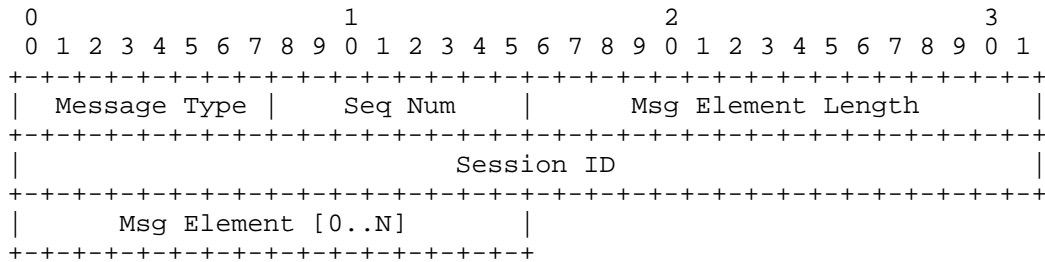 0                   1                   2                   3
 0 1 2 3 4 5 6 7 8 9 0 1 2 3 4 5 6 7 8 9 0 1 2 3 4 5 6 7 8 9 0 1
+-+-+-+-+-+-+-+-+-+-+-+-+-+-+-+-+-+-+-+-+-+-+-+-+-+-+-+-+-+-+-+-+
|  Message Type |    Seq Num    |      Msg Element Length       |
+-+-+-+-+-+-+-+-+-+-+-+-+-+-+-+-+-+-+-+-+-+-+-+-+-+-+-+-+-+-+-+-+
|                           Session ID                          |
+-+-+-+-+-+-+-+-+-+-+-+-+-+-+-+-+-+-+-+-+-+-+-+-+-+-+-+-+-+-+-+-+
|      Msg Element [0..N]       |
+-+-+-+-+-+-+-+-+-+-+-+-+-+-+-+-+